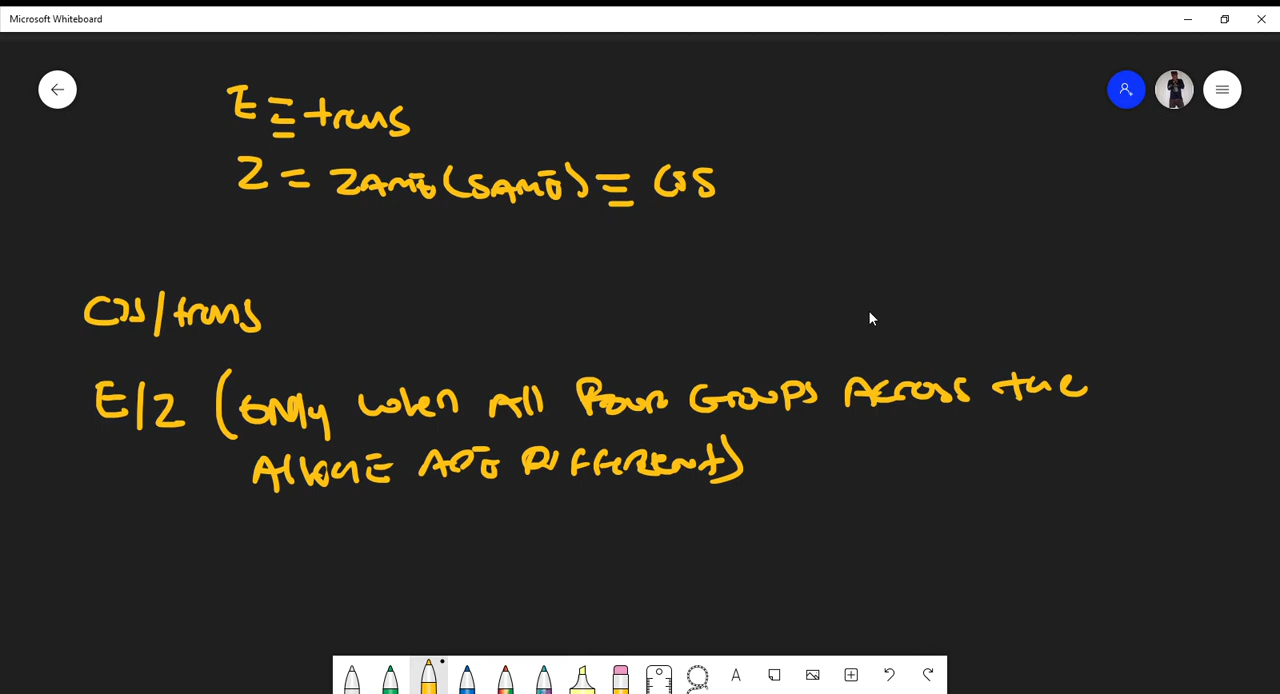 Microsoft Whiteboard
E ≡ trans
Z = ZAME (SAME) ≡ cis
cis/trans
E/Z (only when All Four Groups Across the
AlkenE ArE DIFFERENt)
A